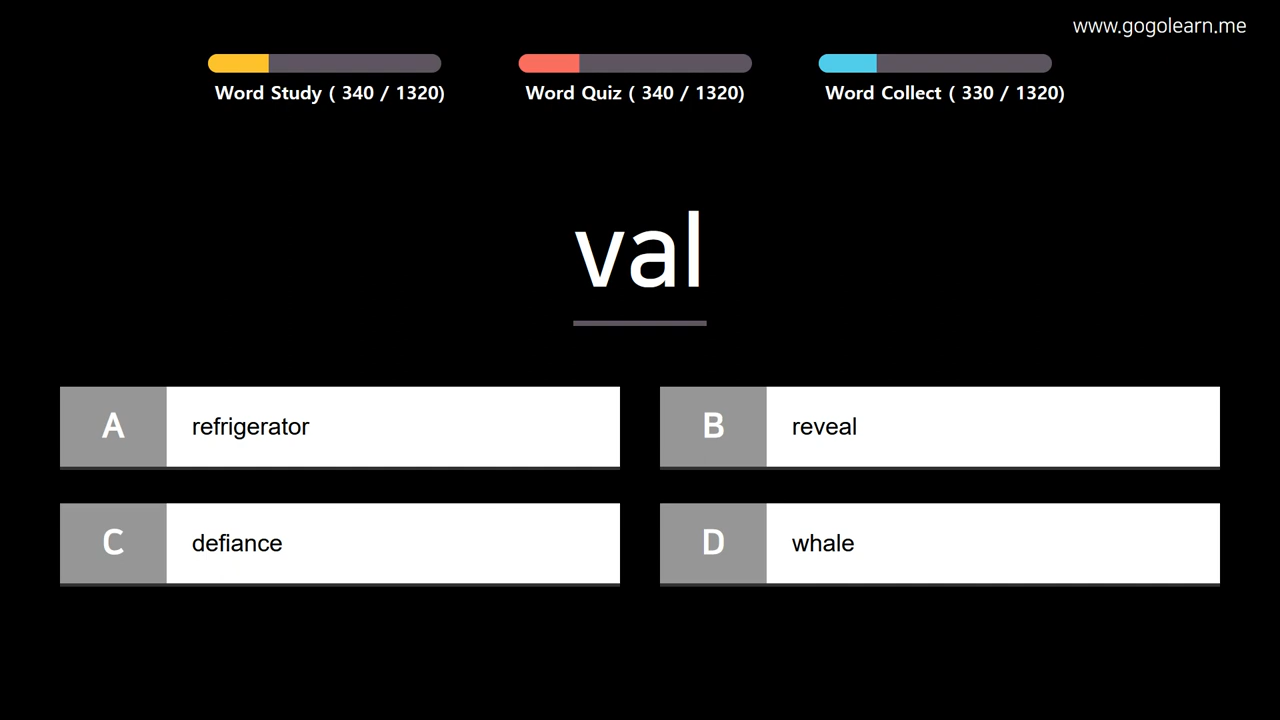 www.gogolearn.me
Word Study ( 340 / 1320)
Word Quiz ( 340 / 1320)
Word Collect ( 330 / 1320)
val
A refrigerator
B reveal
C defiance
D whale